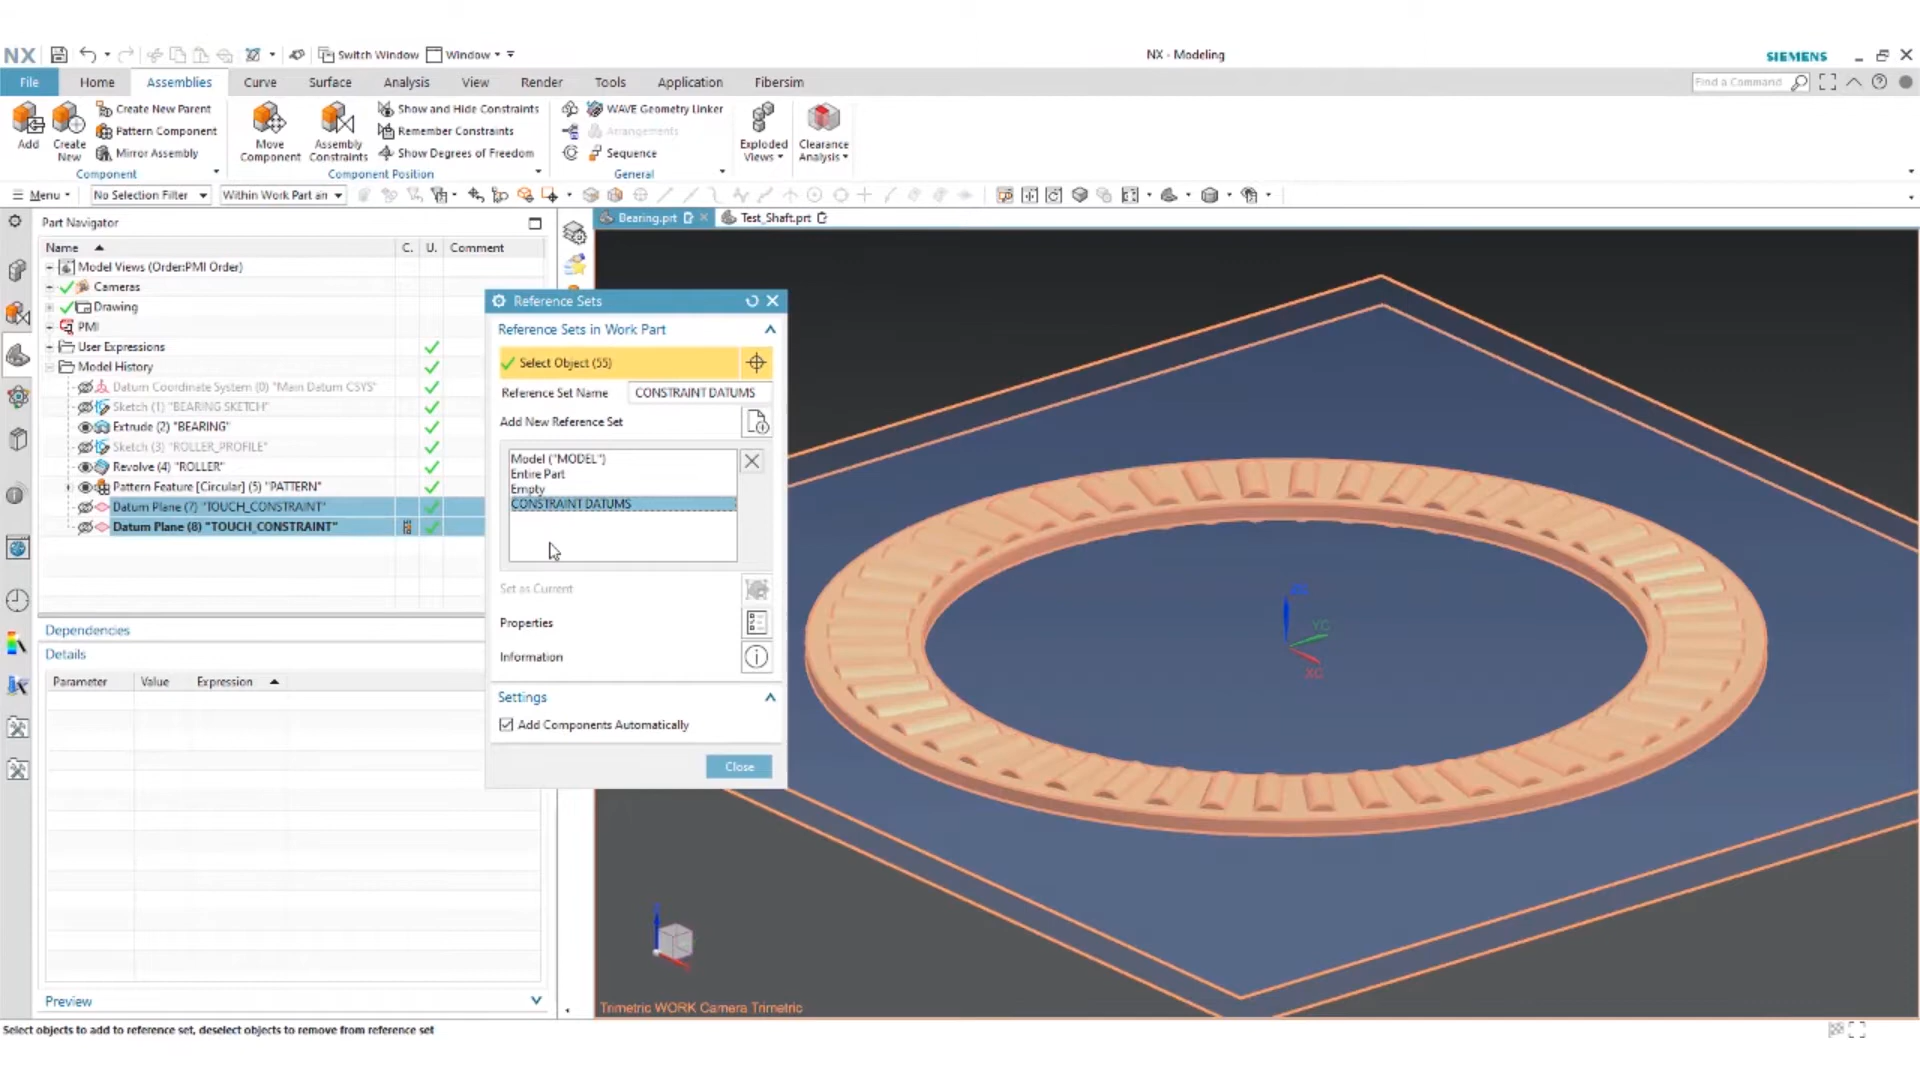 NX Switch Window Window NX - Modeling SIEMENS
File Home Assemblies Curve Surface Analysis View Render Tools Application Fibersim Find a Command
Create New Parent Show and Hide Constraints WAVE Geometry Linker
Pattern Component Remember Constraints Arrangements
Mirror Assembly Show Degrees of Freedom Sequence
Add Create New Move Component Assembly Constraints Exploded Views Clearance Analysis
Component Component Position General
Menu No Selection Filter Within Work Part an
Part Navigator Bearing.prt Test_Shaft.prt
Name C. U. Comment
Model Views (Order:PMI Order)
Cameras
Drawing
PMI
User Expressions
Model History
Datum Coordinate System (0) "Main Datum CSYS"
Sketch (1) "BEARING SKETCH"
Extrude (2) "BEARING"
Sketch (3) "ROLLER_PROFILE"
Revolve (4) "ROLLER"
Pattern Feature [Circular] (5) "PATTERN"
Datum Plane (7) "TOUCH_CONSTRAINT"
Datum Plane (8) "TOUCH_CONSTRAINT"
Dependencies
Details
Parameter Value Expression
Preview
Reference Sets
Reference Sets in Work Part
Select Object (55)
Reference Set Name CONSTRAINT DATUMS
Add New Reference Set
Model ("MODEL")
Entire Part
Empty
CONSTRAINT DATUMS
Set as Current
Properties
Information
Settings
Add Components Automatically
Close
YC
XC
Trimetric WORK Camera Trimetric
Select objects to add to reference set, deselect objects to remove from reference set